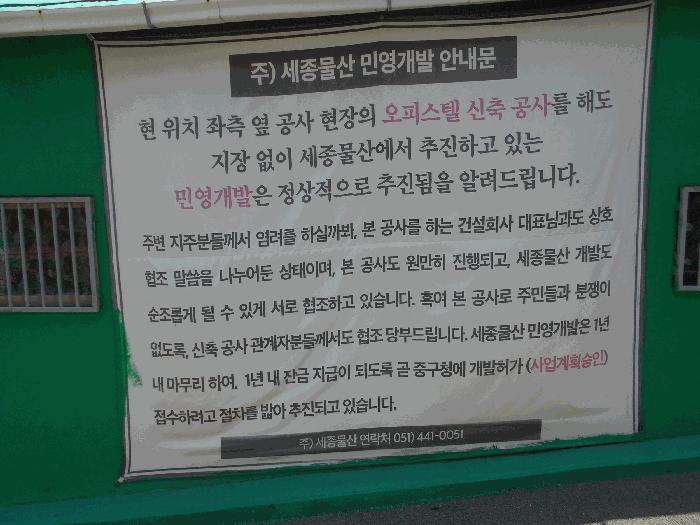 주) 세종물산 민영개발 안내문
현 위치 좌측 옆 공사 현장의 오피스텔 신축 공사를 해도
지장 없이 세종물산에서 추진하고 있는
민영개발은 정상적으로 추진됨을 알려드립니다.
주변 지주분들께서 염려를 하실까봐, 본 공사를 하는 건설회사 대표님과도 상호
협조 말씀을 나누어둔 상태이며, 본 공사도 원만히 진행되고, 세종물산 개발도
순조롭게 될 수 있게 서로 협조하고 있습니다. 혹여 본 공사로 주민들과 분쟁이
없도록, 신축 공사 관계자분들께서도 협조 당부드립니다. 세종물산 민영개발은 1년
내 마무리 하여, 1년 내 잔금 지급이 되도록 곧 중구청에 개발허가 (사업계획승인)
접수하려고 절차를 밟아 추진되고 있습니다.
주) 세종물산 연락처 051) 441-0051